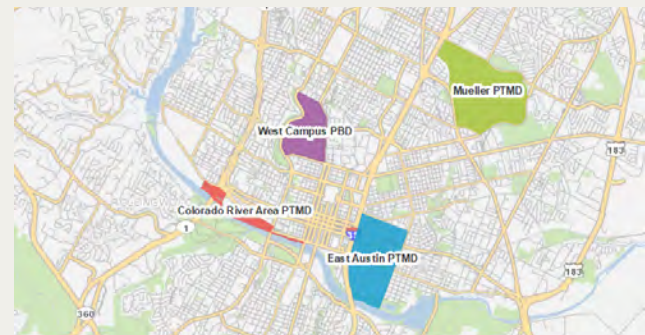 Mueller PTMD
West Campus PBD
183
Colorado River Area PTMD
1
35
East Austin PTMD
183
360